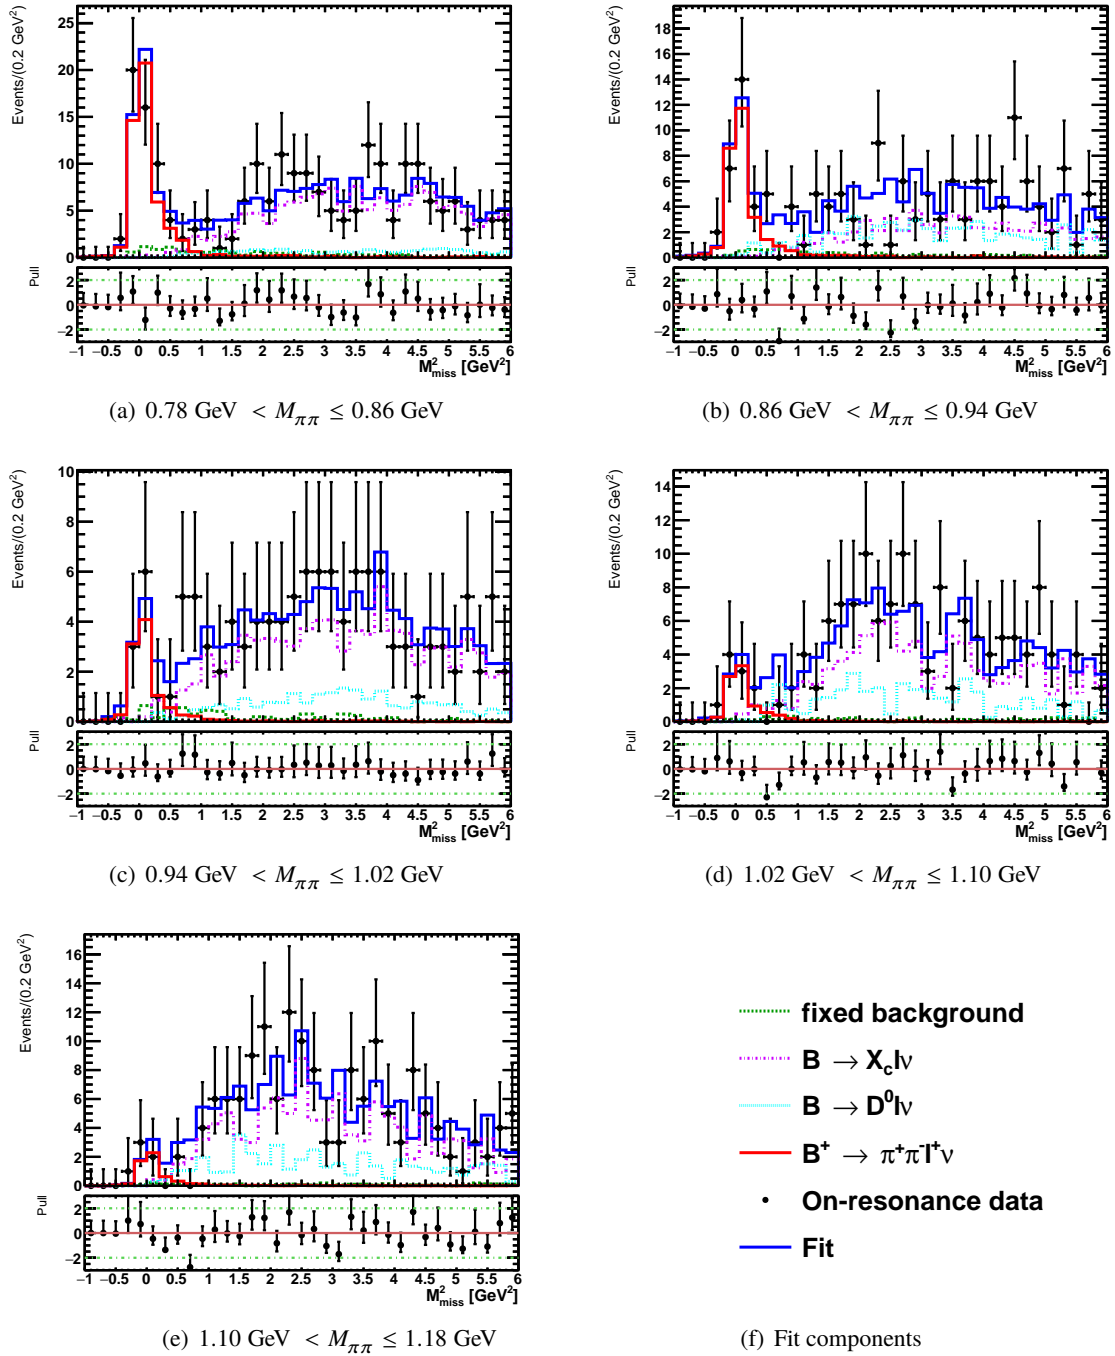 Events/(0.2 GeV²)
25
20
15
10
5
0
Pull
2
0
−2
−1 −0.5 0 0.5 1 1.5 2 2.5 3 3.5 4 4.5 5 5.5 6
M²miss [GeV²]
(a) 0.78 GeV < Mππ ≤ 0.86 GeV
Events/(0.2 GeV²)
18
16
14
12
10
8
6
4
2
0
Pull
2
0
−2
−1 −0.5 0 0.5 1 1.5 2 2.5 3 3.5 4 4.5 5 5.5 6
M²miss [GeV²]
(b) 0.86 GeV < Mππ ≤ 0.94 GeV
Events/(0.2 GeV²)
10
8
6
4
2
0
Pull
2
0
−2
−1 −0.5 0 0.5 1 1.5 2 2.5 3 3.5 4 4.5 5 5.5 6
M²miss [GeV²]
(c) 0.94 GeV < Mππ ≤ 1.02 GeV
Events/(0.2 GeV²)
14
12
10
8
6
4
2
0
Pull
2
0
−2
−1 −0.5 0 0.5 1 1.5 2 2.5 3 3.5 4 4.5 5 5.5 6
M²miss [GeV²]
(d) 1.02 GeV < Mππ ≤ 1.10 GeV
Events/(0.2 GeV²)
16
14
12
10
8
6
4
2
0
Pull
2
0
−2
−1 −0.5 0 0.5 1 1.5 2 2.5 3 3.5 4 4.5 5 5.5 6
M²miss [GeV²]
(e) 1.10 GeV < Mππ ≤ 1.18 GeV
fixed background
B → Xclν
B → D⁰lν
B⁺ → π⁺π⁻l⁺ν
On-resonance data
Fit
(f) Fit components